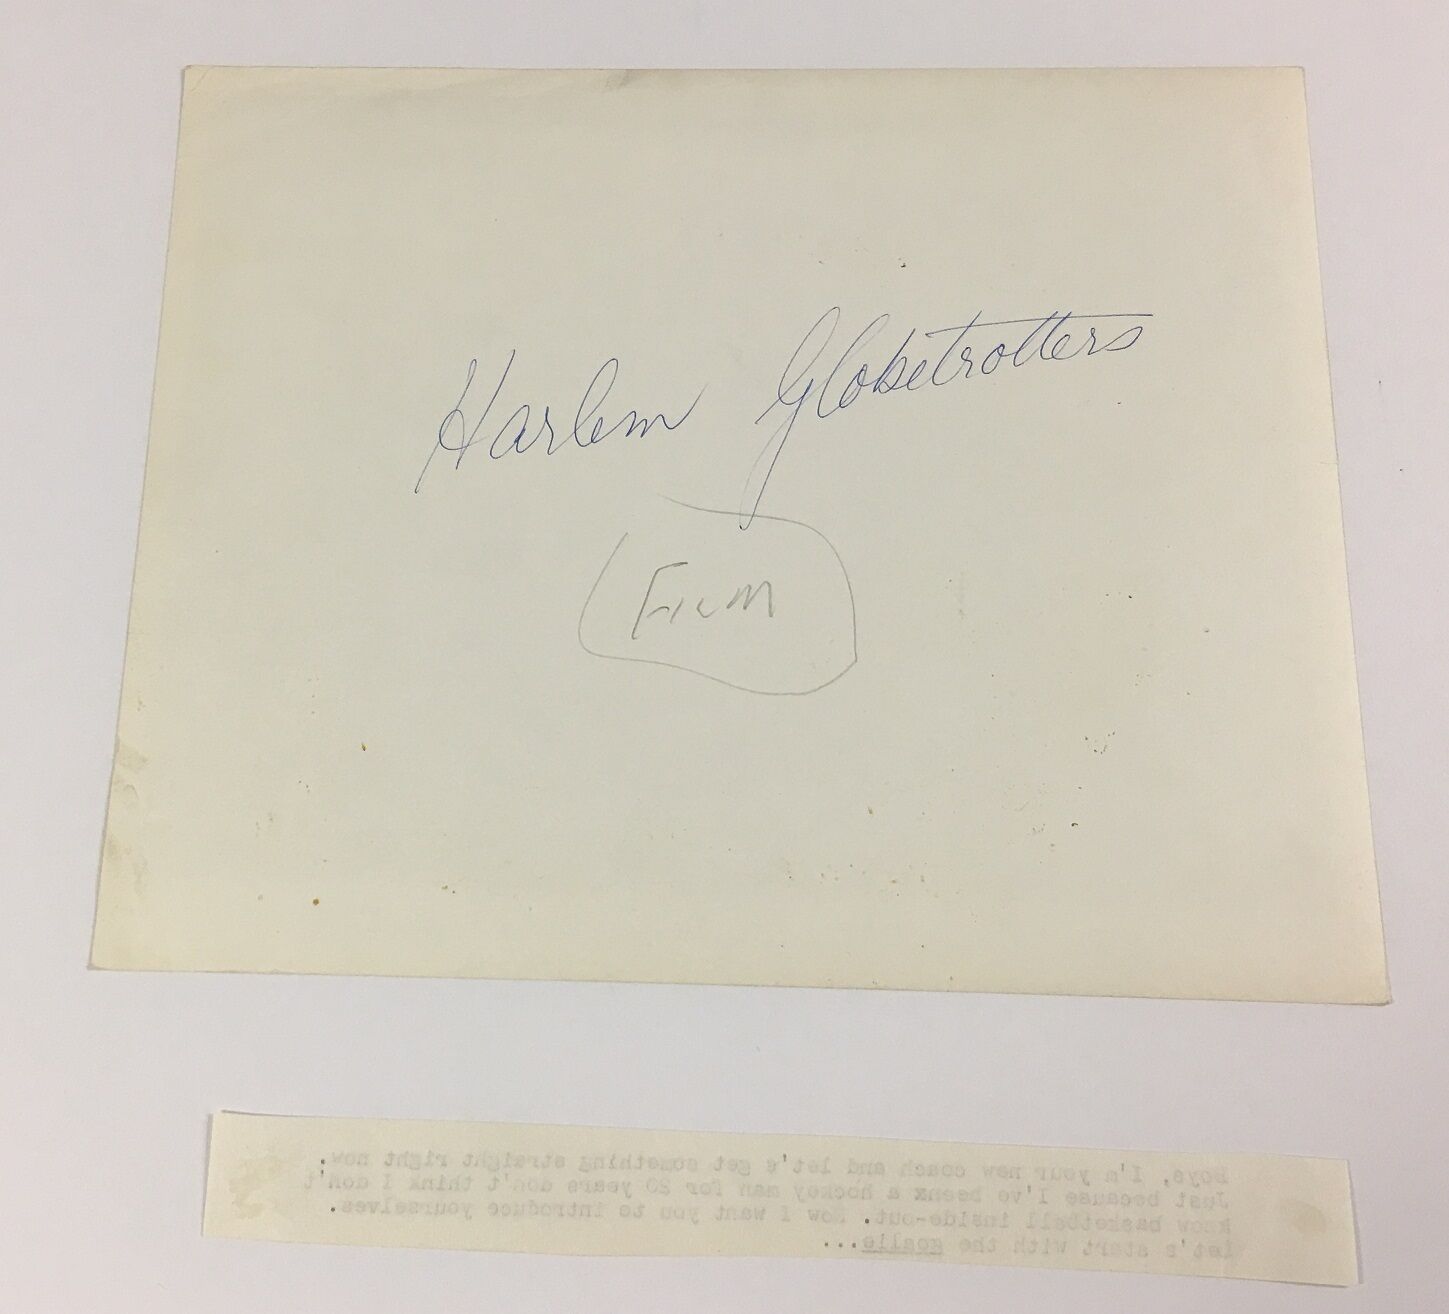 Harlem Globetrotters
FILM
Boys, I'm your new coach and let's get something straight right now.
Just because I've beenx a hockey man for 20 years don't think I don't
know basketball inside-out. Now I want you to introduce yourselves.
let's start with the goalie...